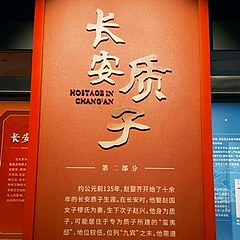 长安质子
HOSTAGE IN
CHANG'AN
第二部分
约公元前135年，赵婴齐开始了十余
年的长安质子生涯。在长安时，他娶赵国
女子樛氏为妻，生下次子赵兴。他身为质
子，可能居住于专为质子所建的“蛮夷
邸”，地位较低，位列“九宾”之末。他需遵
长安